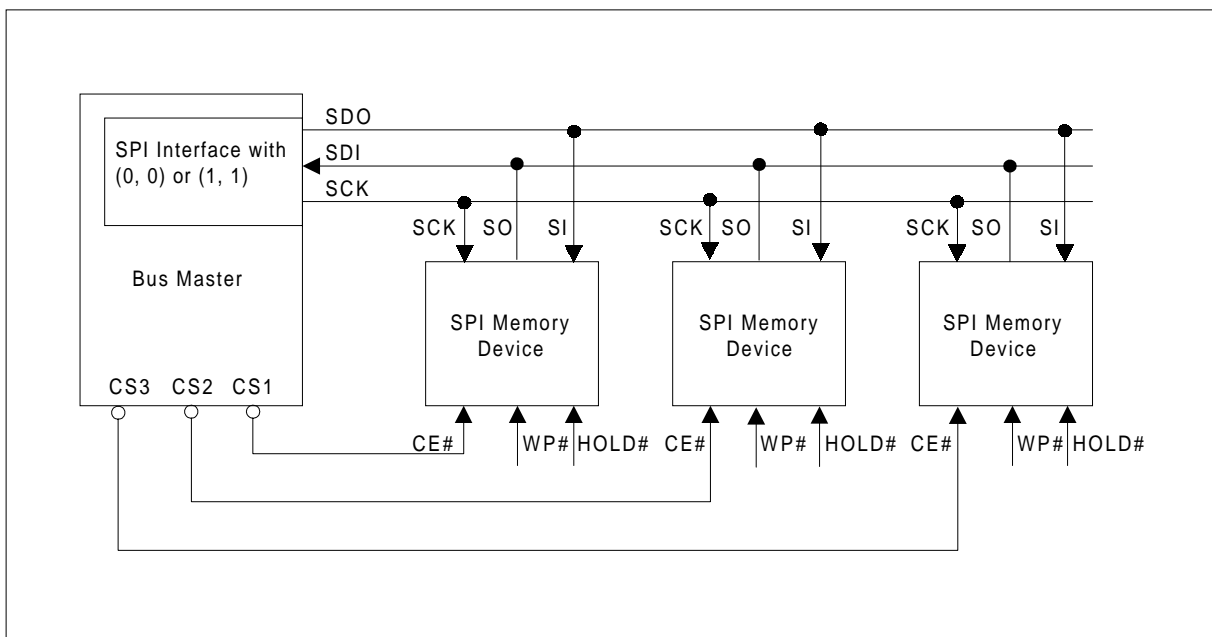 SDO
SPI Interface with
(0, 0) or (1, 1)
SDI
SCK
SCK SO SI
SCK SO SI
SCK SO SI
Bus Master
SPI Memory
Device
SPI Memory
Device
SPI Memory
Device
CS3 CS2 CS1
CE# WP# HOLD#
CE# WP# HOLD#
CE# WP# HOLD#